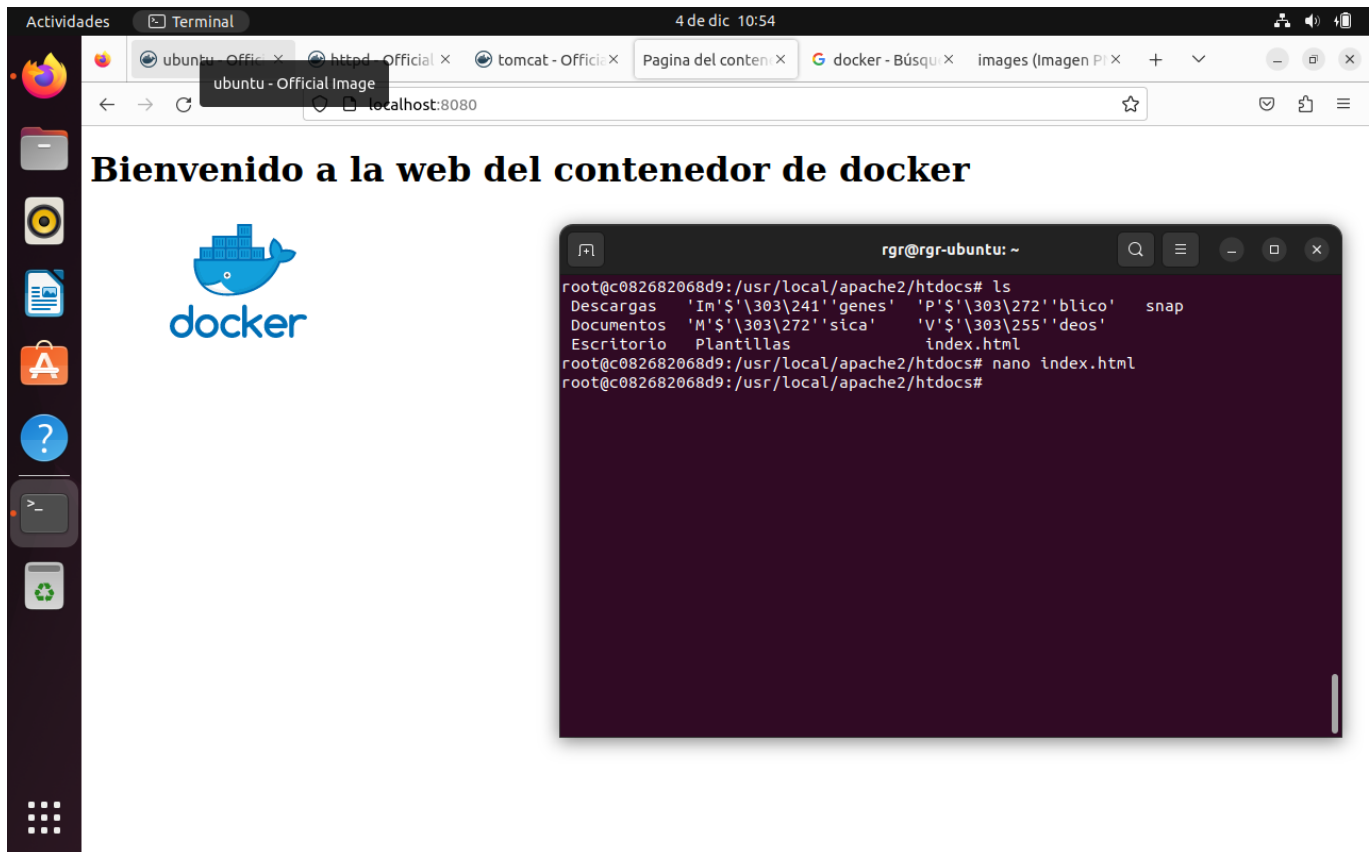 Actividades Terminal 4 de dic 10:54
ubuntu - Offici httpd - Official tomcat - Officia Pagina del conten docker - Búsqu images (Imagen P
ubuntu - Official Image
localhost:8080
Bienvenido a la web del contenedor de docker
docker
rgr@rgr-ubuntu: ~
root@c082682068d9:/usr/local/apache2/htdocs# ls
Descargas 'Im'$'\303\241''genes' 'P'$'\303\272''blico' snap
Documentos 'M'$'\303\272''sica' 'V'$'\303\255''deos'
Escritorio Plantillas index.html
root@c082682068d9:/usr/local/apache2/htdocs# nano index.html
root@c082682068d9:/usr/local/apache2/htdocs#